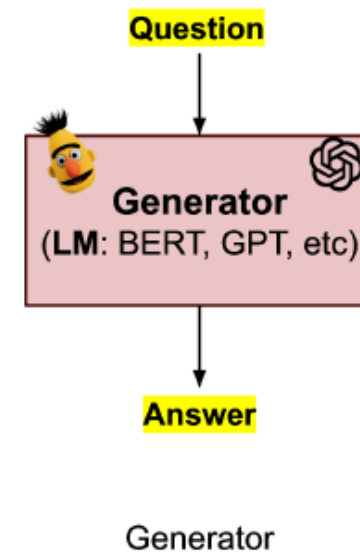 Question
Generator
(LM: BERT, GPT, etc)
Answer
Generator